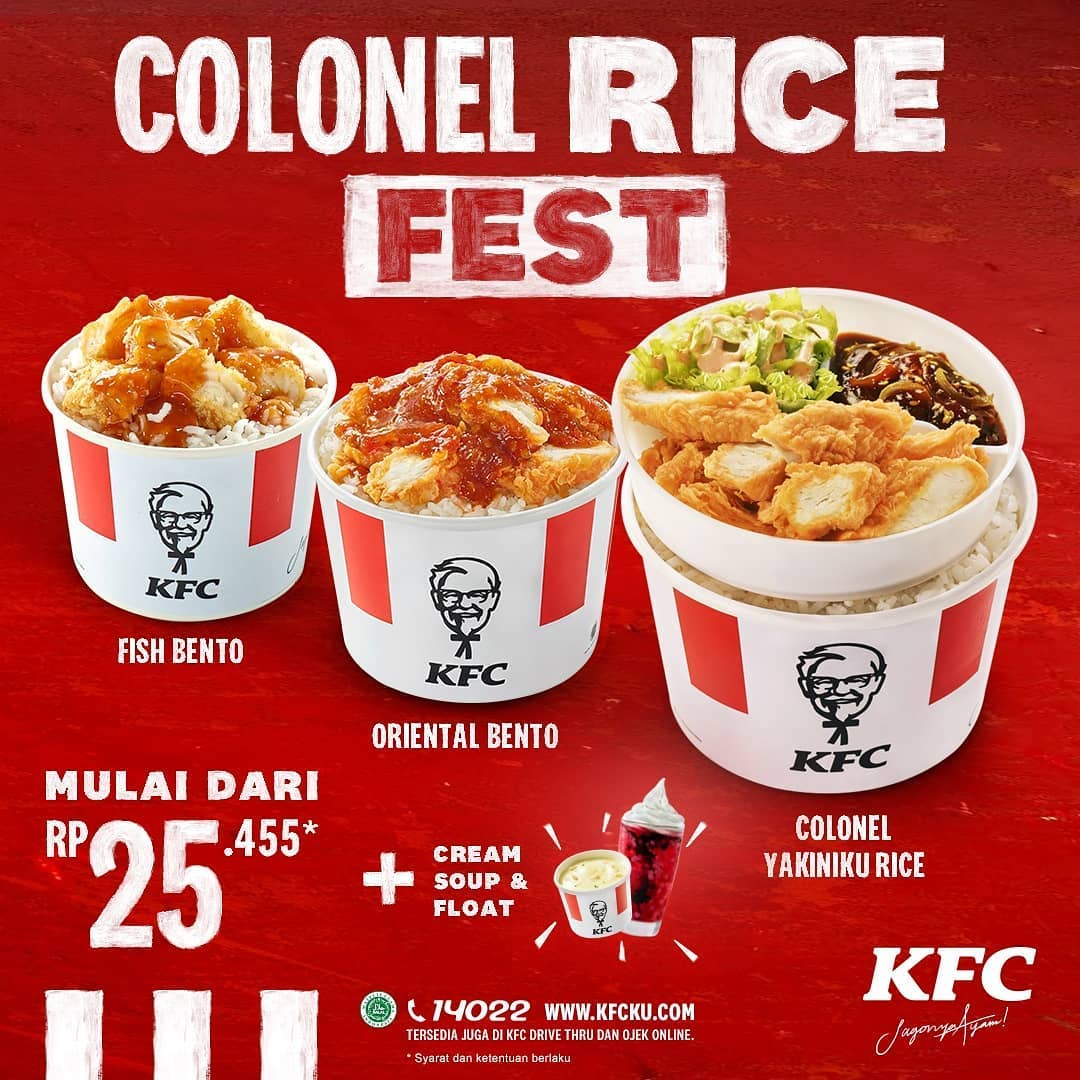 COLONEL RICE
FEST
KFC
FISH BENTO
KFC
ORIENTAL BENTO
KFC
COLONEL
YAKINIKU RICE
MULAI DARI
RP25.455*
+ CREAM
SOUP &
FLOAT
KFC
KFC
Jagonya Ayam!
14022 WWW.KFCKU.COM
TERSEDIA JUGA DI KFC DRIVE THRU DAN OJEK ONLINE.
* Syarat dan ketentuan berlaku